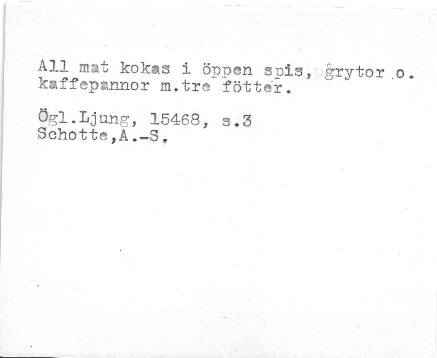 All mat kokas i öppen spis, grytor o.
kaffepannor m.tre fötter.
Ögl.Ljung, 15468, s.3
Schotte,A.-S.